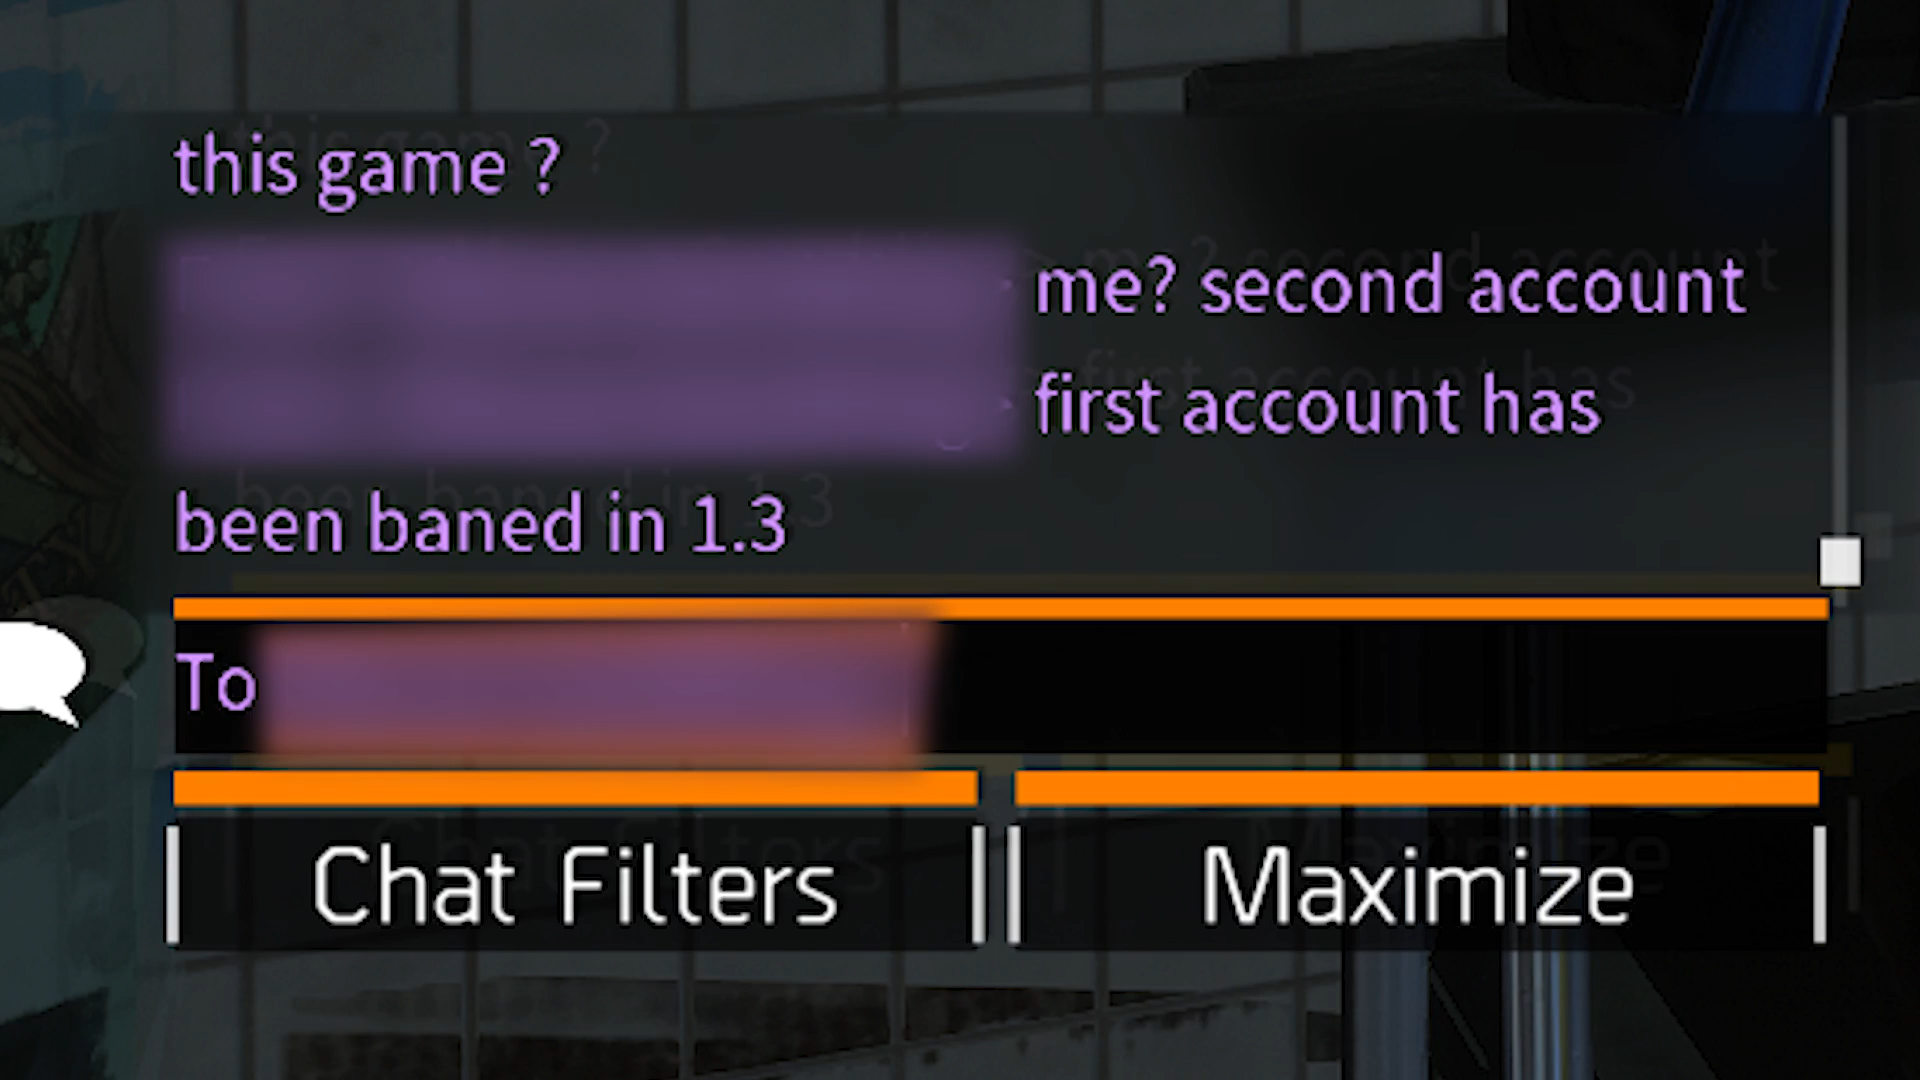 this game ?
me? second account
first account has
been baned in 1.3
To
Chat Filters Maximize